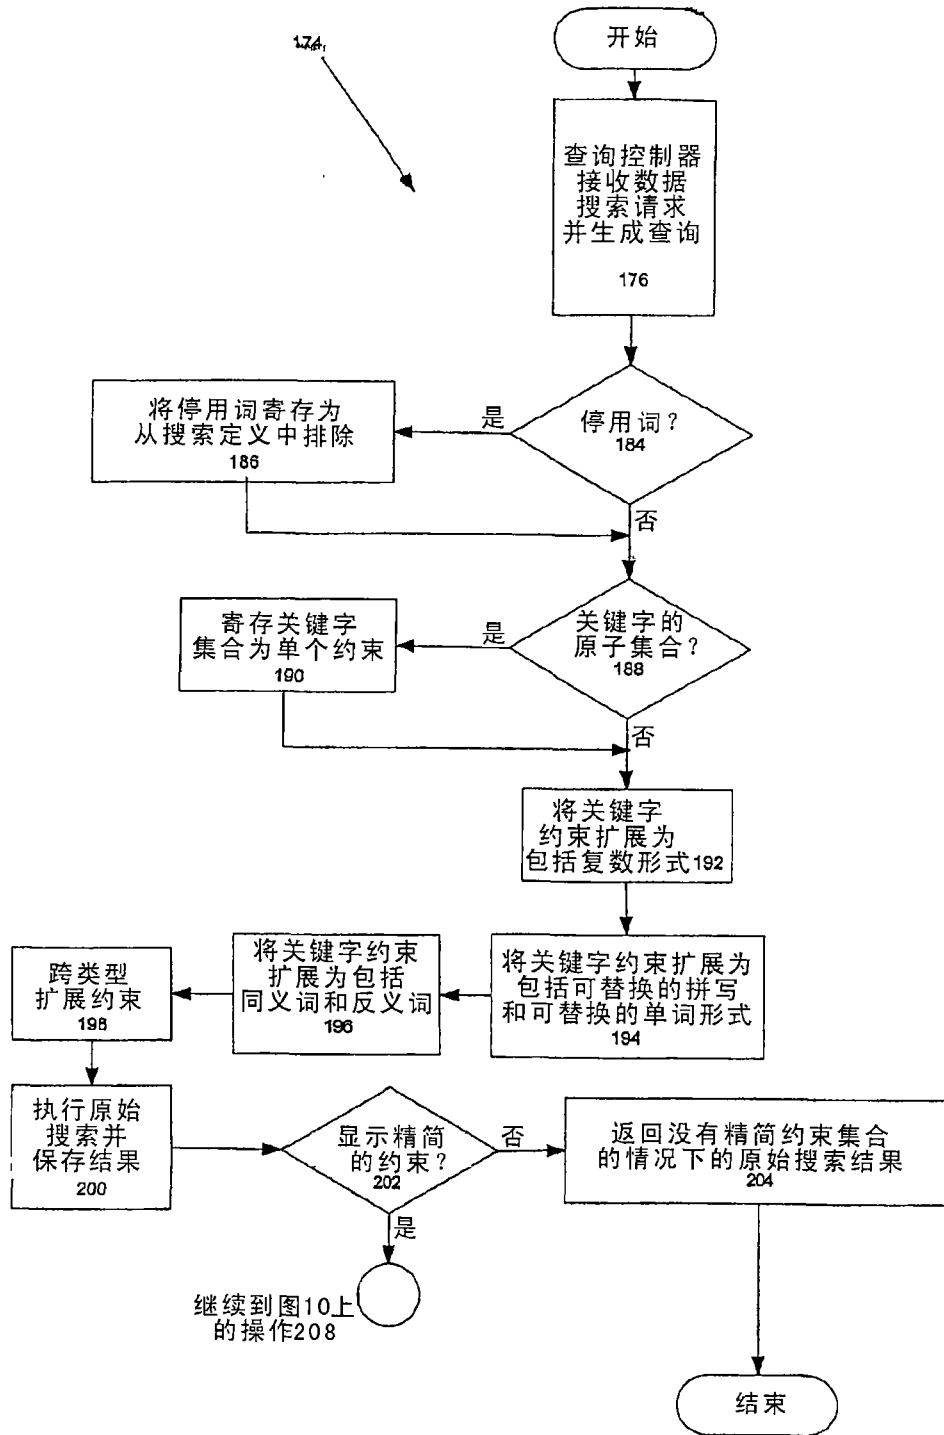 174
开始
查询控制器
接收数据
搜索请求
并生成查询
176
停用词？
184
是
否
将停用词寄存为
从搜索定义中排除
186
关键字的
原子集合？
188
是
否
寄存关键字
集合为单个约束
190
将关键字
约束扩展为
包括复数形式192
将关键字约束扩展为
包括可替换的拼写
和可替换的单词形式
194
将关键字约束
扩展为包括
同义词和反义词
196
跨类型
扩展约束
198
执行原始
搜索并
保存结果
200
显示精简
的约束？
202
否
是
返回没有精简约束集合
的情况下的原始搜索结果
204
继续到图10上
的操作208
结束